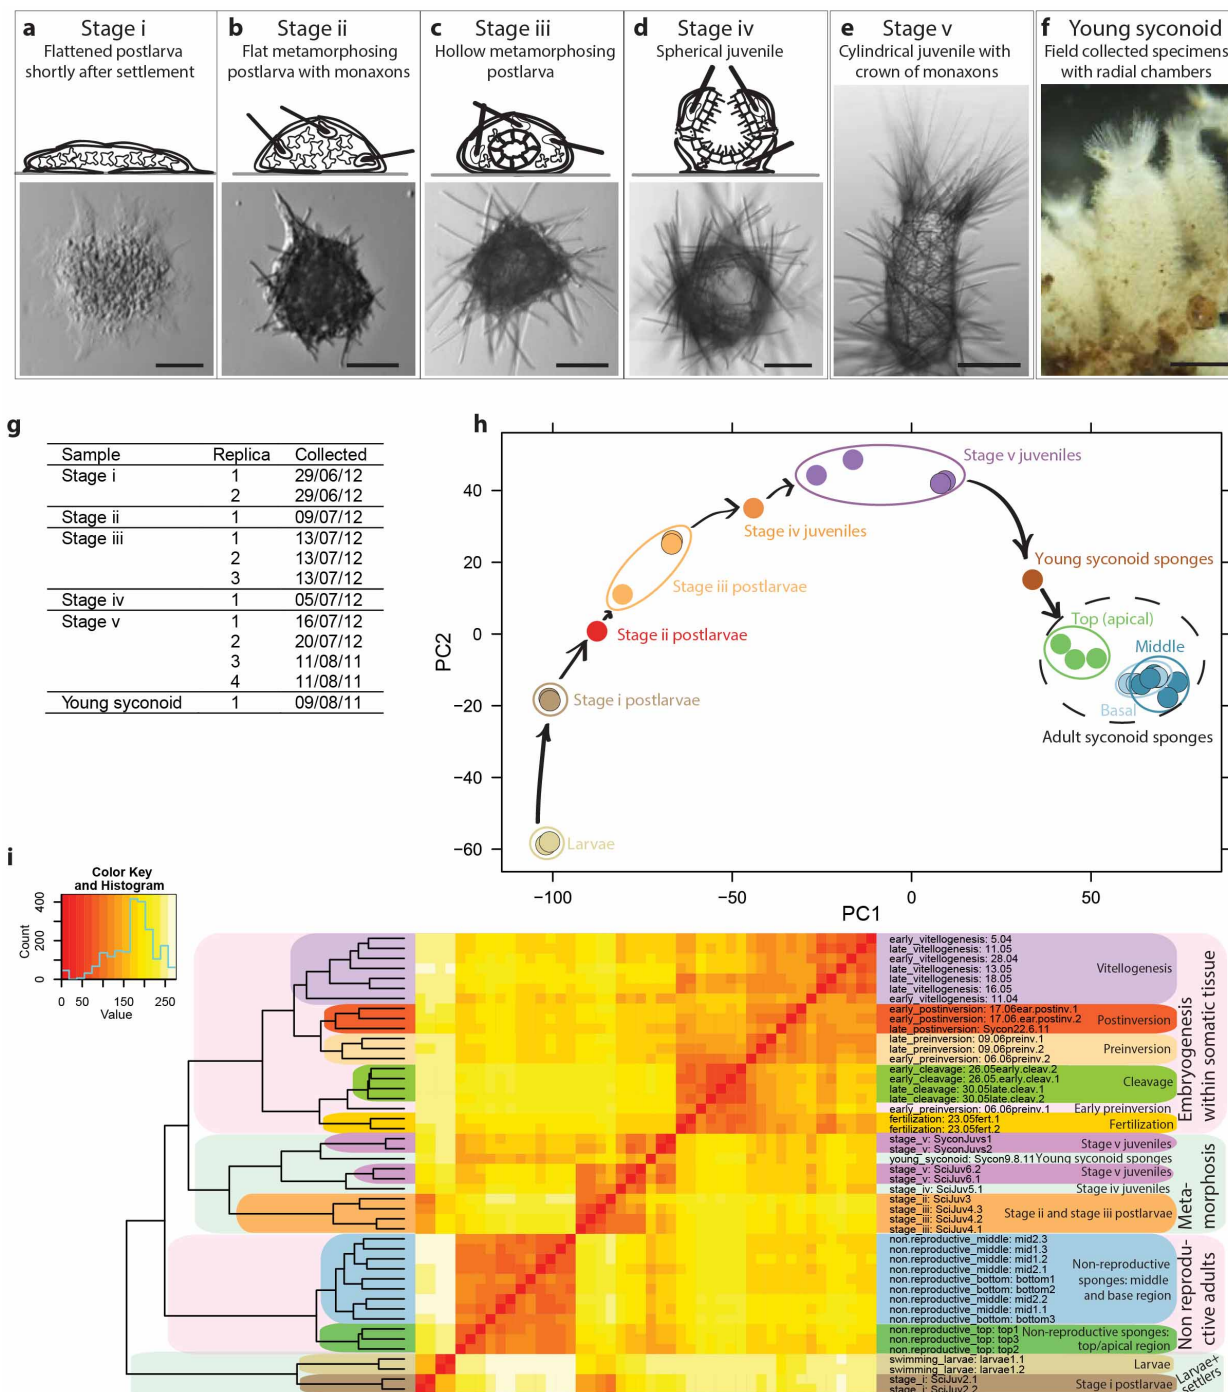 a Stage i
Flattened postlarva
shortly after settlement
b Stage ii
Flat metamorphosing
postlarva with monaxons
c Stage iii
Hollow metamorphosing
postlarva
d Stage iv
Spherical juvenile
e Stage v
Cylindrical juvenile with
crown of monaxons
f Young syconoid
Field collected specimens
with radial chambers
g
Sample Replica Collected
Stage i 1 29/06/12
2 29/06/12
Stage ii 1 09/07/12
Stage iii 1 13/07/12
2 13/07/12
3 13/07/12
Stage iv 1 05/07/12
Stage v 1 16/07/12
2 20/07/12
3 11/08/11
4 11/08/11
Young syconoid 1 09/08/11
h
PC2
40
20
0
−20
−40
−60
−100 −50 0 50
PC1
Stage v juveniles
Stage iv juveniles
Young syconoid sponges
Stage iii postlarvae
Top (apical)
Stage ii postlarvae
Middle
Stage i postlarvae
Basal
Adult syconoid sponges
Larvae
i
Color Key
and Histogram
Count
0 200 400
0 50 150 250
Value
early_vitellogenesis: 5.04
late_vitellogenesis: 11.05
early_vitellogenesis: 28.04
late_vitellogenesis: 13.05
late_vitellogenesis: 18.05
late_vitellogenesis: 16.05
early_vitellogenesis: 11.04
Vitellogenesis
early_postinversion: 17.06ear.postinv.1
early_postinversion: 17.06.ear.postinv.2
late_postinversion: Sycon22.6.11
Postinversion
late_preinversion: 09.06preinv.1
late_preinversion: 09.06preinv.2
early_preinversion: 06.06preinv.2
Preinversion
early_cleavage: 26.05early.cleav.2
early_cleavage: 26.05.early.cleav.1
late_cleavage: 30.05late.cleav.1
late_cleavage: 30.05late.cleav.2
Cleavage
early_preinversion: 06.06preinv.1 Early preinversion
fertilization: 23.05fert.1
fertilization: 23.05fert.2
Fertilization
Embryogenesis
within somatic tissue
stage_v: SyconJuvs1
stage_v: SyconJuvs2
Stage v juveniles
young_syconoid: Sycon9.8.11 Young syconoid sponges
stage_v: SciJuv6.2
stage_v: SciJuv6.1
Stage v juveniles
stage_iv: SciJuv5.1 Stage iv juveniles
stage_ii: SciJuv3
stage_iii: SciJuv4.3
stage_iii: SciJuv4.2
stage_iii: SciJuv4.1
Stage ii and stage iii postlarvae
Meta-
morphosis
non.reproductive_middle: mid2.3
non.reproductive_middle: mid1.3
non.reproductive_middle: mid1.2
non.reproductive_middle: mid2.1
non.reproductive_bottom: bottom1
non.reproductive_bottom: bottom2
non.reproductive_middle: mid2.2
non.reproductive_middle: mid1.1
non.reproductive_bottom: bottom3
Non-reproductive
sponges: middle
and base region
non.reproductive_top: top1
non.reproductive_top: top3
non.reproductive_top: top2
Non-reproductive sponges:
top/apical region
Non reprodu-
ctive adults
swimming_larvae: larvae1.1
swimming_larvae: larvae1.2
Larvae
stage_i: SciJuv2.1
stage_i: SciJuv2.2
Stage i postlarvae
Larvae+
settlers